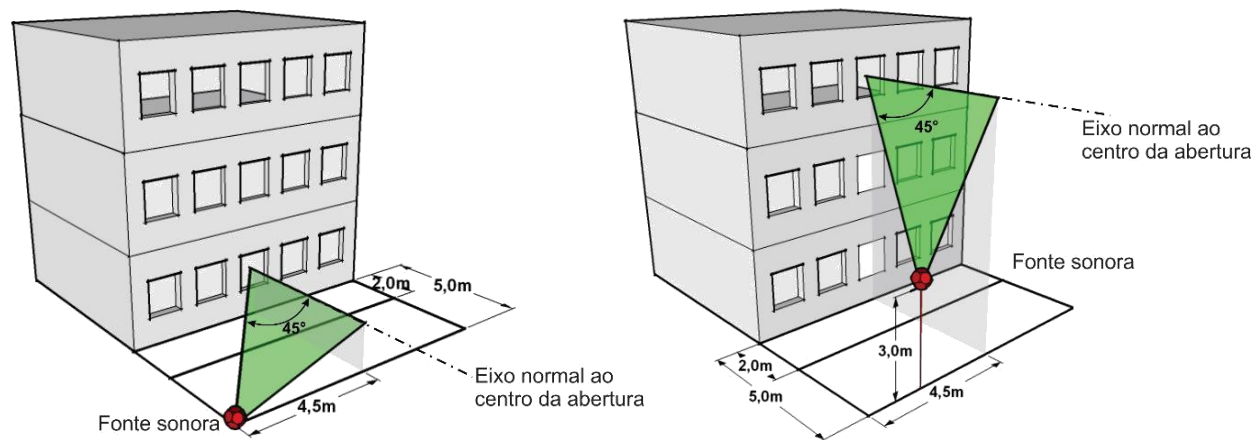 2,0m
5,0m
45°
Eixo normal ao
centro da abertura
4,5m
Fonte sonora
45°
Eixo normal ao
centro da abertura
Fonte sonora
3,0m
2,0m
5,0m
4,5m